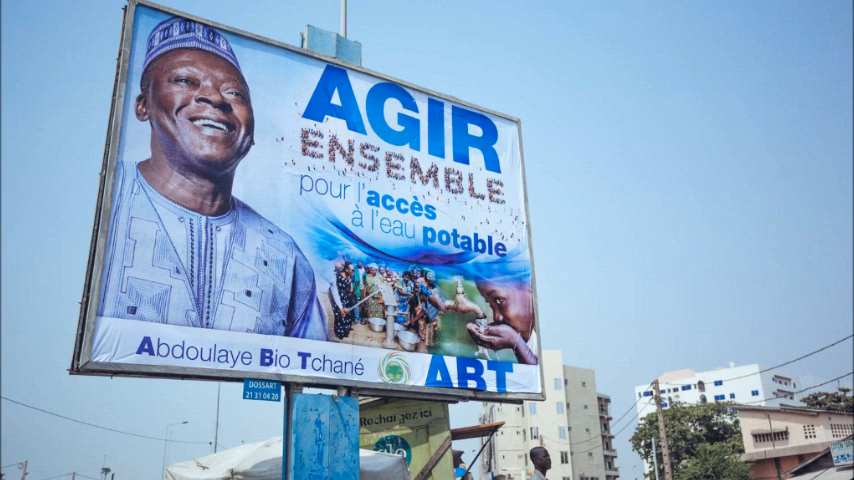 AGIR
ENSEMBLE
pour l'accès
à l'eau potable
Abdoulaye Bio Tchané
ABT
DOSSART
21 31 04 20
Rechargez ici